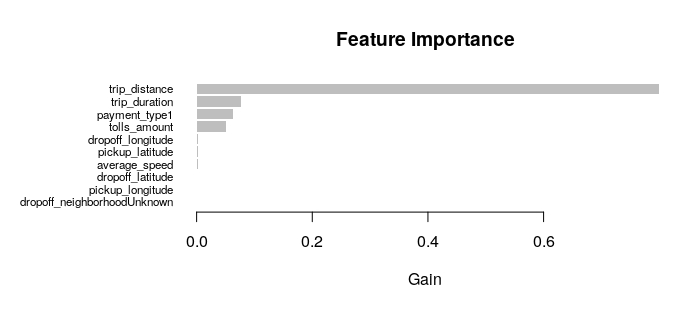 Feature Importance
trip_distance
trip_duration
payment_type1
tolls_amount
dropoff_longitude
pickup_latitude
average_speed
dropoff_latitude
pickup_longitude
dropoff_neighborhoodUnknown
0.0 0.2 0.4 0.6
Gain